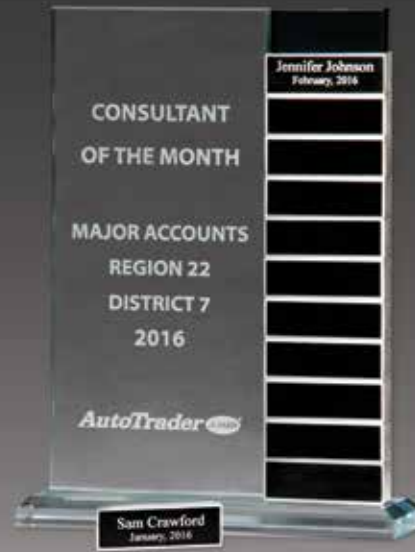 CONSULTANT
OF THE MONTH
MAJOR ACCOUNTS
REGION 22
DISTRICT 7
2016
AutoTrader.com
Jennifer Johnson
February, 2016
Sam Crawford
January, 2016